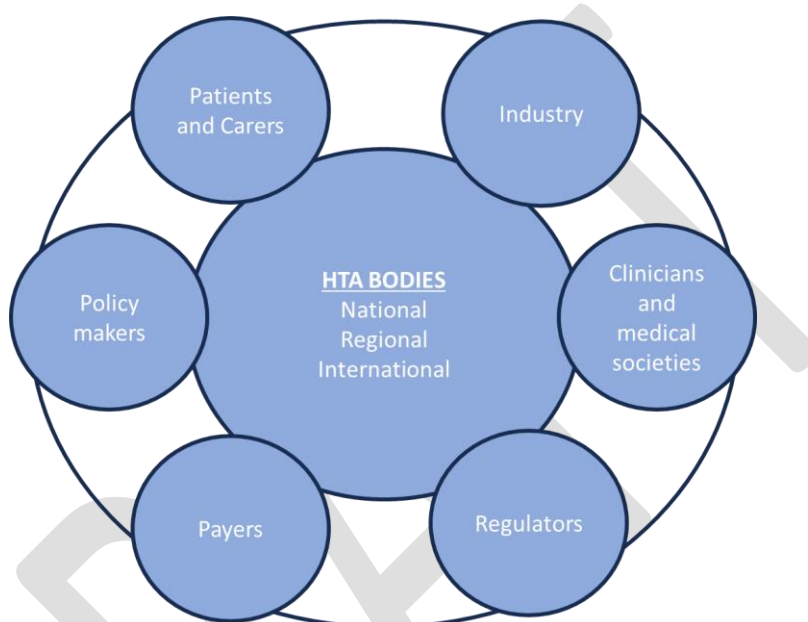 Patients
and Carers
Industry
HTA BODIES
National
Regional
International
Policy
makers
Clinicians
and
medical
societies
Payers
Regulators